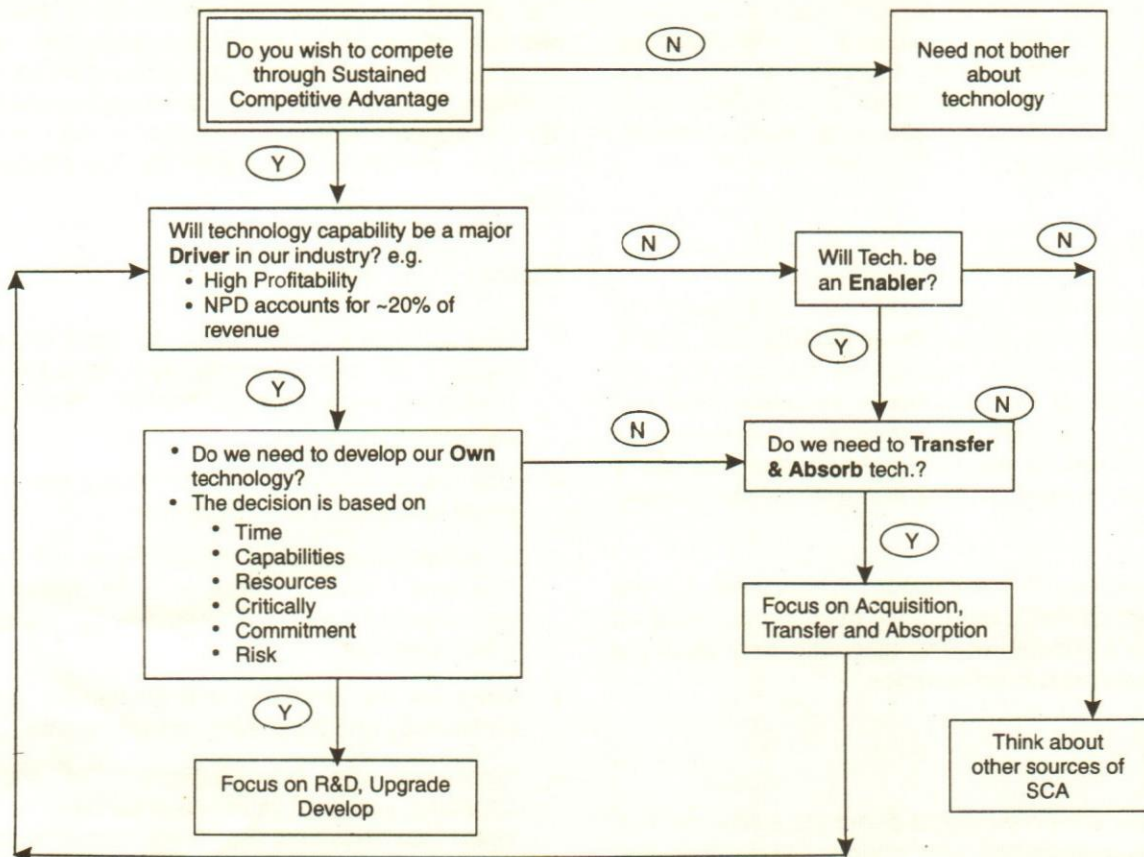 Do you wish to compete
through Sustained
Competitive Advantage
N
Need not bother
about
technology
Y
Will technology capability be a major
Driver in our industry? e.g.
• High Profitability
• NPD accounts for ~20% of
revenue
N
Will Tech. be
an Enabler?
N
Y
Y
• Do we need to develop our Own
technology?
• The decision is based on
• Time
• Capabilities
• Resources
• Critically
• Commitment
• Risk
N
N
Do we need to Transfer
& Absorb tech.?
Y
Focus on Acquisition,
Transfer and Absorption
Y
Focus on R&D, Upgrade
Develop
Think about
other sources of
SCA